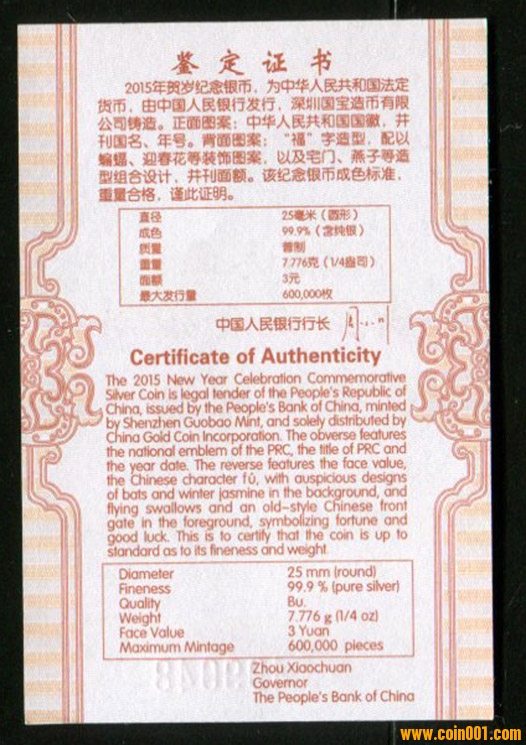 鉴定证书
2015年贺岁纪念银币，为中华人民共和国法定
货币，由中国人民银行发行，深圳国宝造币有限
公司铸造。正面图案：中华人民共和国国徽，并
刊国名、年号。背面图案：“福”字造型，配以
蝙蝠、迎春花等装饰图案，以及宅门、燕子等造
型组合设计，并刊面额。该纪念银币成色标准，
重量合格，谨此证明。
直径 25毫米（圆形）
成色 99.9%（含纯银）
质量 普制
重量 7.776克（1/4盎司）
面额 3元
最大发行量 600,000枚
中国人民银行行长
Certificate of Authenticity
The 2015 New Year Celebration Commemorative
Silver Coin is legal tender of the People's Republic of
China, issued by the People's Bank of China, minted
by Shenzhen Guobao Mint, and solely distributed by
China Gold Coin Incorporation. The obverse features
the national emblem of the PRC, the title of PRC and
the year date. The reverse features the face value,
the Chinese character fú, with auspicious designs
of bats and winter jasmine in the background, and
flying swallows and an old-style Chinese front
gate in the foreground, symbolizing fortune and
good luck. This is to certify that the coin is up to
standard as to its fineness and weight.
Diameter 25 mm (round)
Fineness 99.9 % (pure silver)
Quality Bu.
Weight 7.776 g (1/4 oz)
Face Value 3 Yuan
Maximum Mintage 600,000 pieces
Zhou Xiaochuan
Governor
The People's Bank of China
www.coin001.com